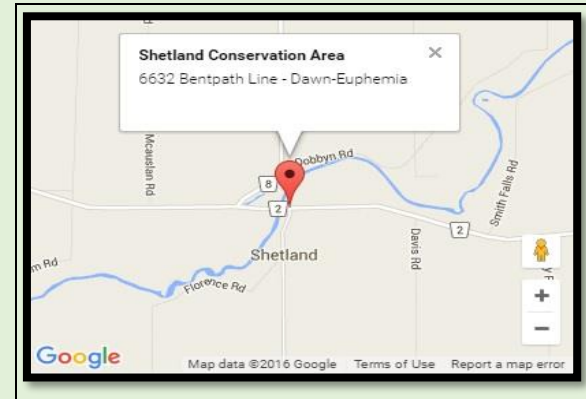 Shetland Conservation Area
6632 Bentpath Line - Dawn-Euphemia
Mcauslan Rd
Dobbyn Rd
8
2
Smith Falls Rd
2
Shetland
Davis Rd
Rd
Florence Rd
+
−
Google
Map data ©2016 Google
Terms of Use
Report a map error